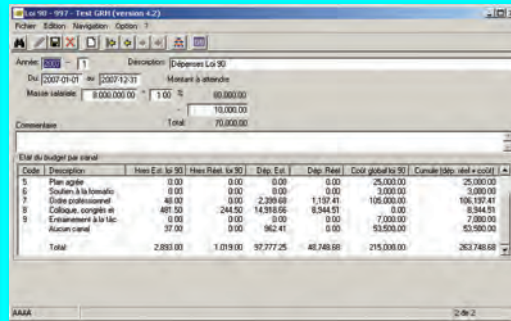 Loi 90 - 997 - Test GRH (version 4.2)
Fichier Edition Navigation Option ?
Année: 2007 - 1 Description: Dépenses Loi 90
Du: 2007-01-01 au 2007-12-31 Montant à atteindre
Masse salariale: 8.000.000.00 * 1.00 % 80,000.00
- 10,000.00
Commentaire Total: 70,000.00
Etat du budget par canal
Code Description Hres Est. loi 90 Hres Réel. loi 90 Dép. Est. Dép. Réel Coût global loi 90 Cumulé (dép. réel + coût)
5 Plan agrée 0.00 0.00 0.00 0.00 25,000.00 25,000.00
6 Soutien à la formatio 0.00 0.00 0.00 0.00 3,000.00 3,000.00
7 Ordre professionnel 48.00 0.00 2,399.68 1,197.41 105,000.00 106,197.41
8 Colloque, congrès et 481.50 244.50 14,918.66 8,944.51 0.00 8,944.51
9 Entrainement à la tâc 0.00 0.00 0.00 0.00 7,000.00 7,000.00
Aucun canal 37.00 0.00 962.41 0.00 53,500.00 53,500.00
Total: 2,893.00 1,019.00 97,777.25 48,748.68 215,000.00 263,748.68
AAAA 2 de 2